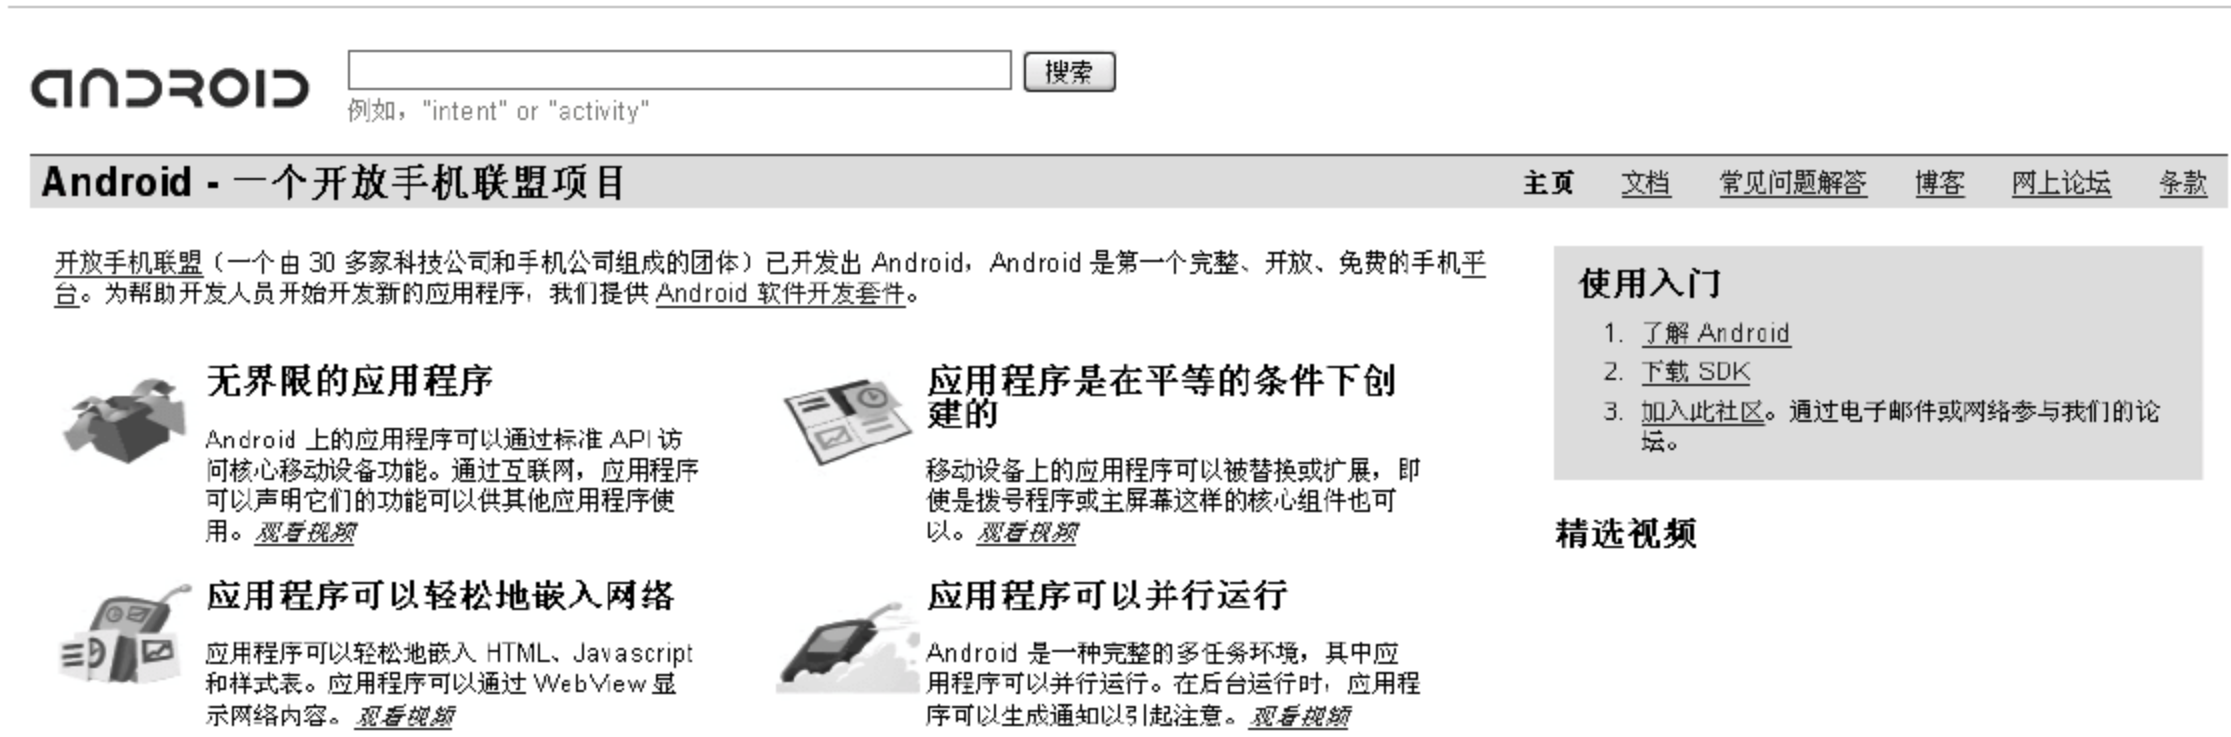 ANDROID
搜索
例如，"intent" or "activity"
Android - 一个开放手机联盟项目
主页 文档 常见问题解答 博客 网上论坛 条款
开放手机联盟（一个由 30 多家科技公司和手机公司组成的团体）已开发出 Android，Android 是第一个完整、开放、免费的手机平
台。为帮助开发人员开始开发新的应用程序，我们提供 Android 软件开发套件。
无界限的应用程序
Android 上的应用程序可以通过标准 API 访
问核心移动设备功能。通过互联网，应用程序
可以声明它们的功能可以供其他应用程序使
用。观看视频
应用程序是在平等的条件下创
建的
移动设备上的应用程序可以被替换或扩展，即
使是拨号程序或主屏幕这样的核心组件也可
以。观看视频
应用程序可以轻松地嵌入网络
应用程序可以轻松地嵌入 HTML、Javascript
和样式表。应用程序可以通过 WebView 显
示网络内容。观看视频
应用程序可以并行运行
Android 是一种完整的多任务环境，其中应
用程序可以并行运行。在后台运行时，应用程
序可以生成通知以引起注意。观看视频
使用入门
1. 了解 Android
2. 下载 SDK
3. 加入此社区。通过电子邮件或网络参与我们的论
坛。
精选视频